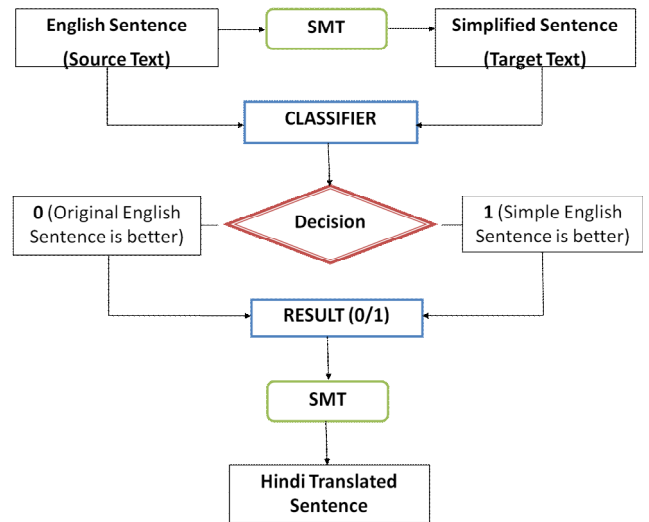 English Sentence
(Source Text)
SMT
Simplified Sentence
(Target Text)
CLASSIFIER
0 (Original English
Sentence is better)
Decision
1 (Simple English
Sentence is better)
RESULT (0/1)
SMT
Hindi Translated
Sentence